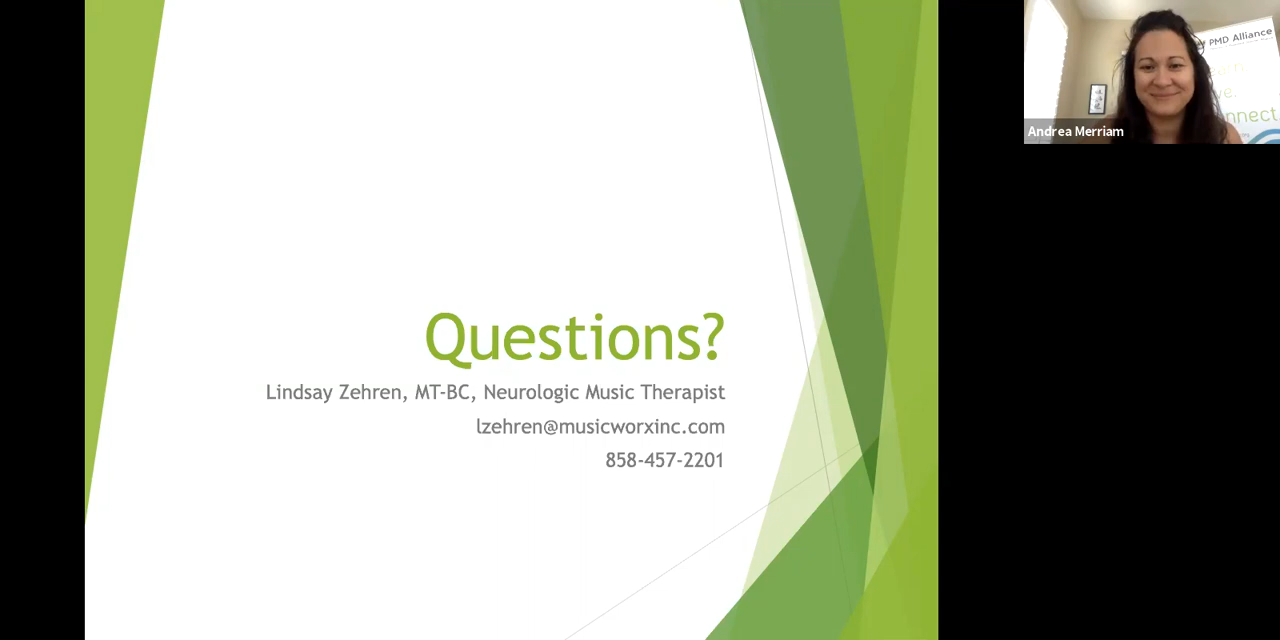 Questions?
Lindsay Zehren, MT-BC, Neurologic Music Therapist
lzehren@musicworxinc.com
858-457-2201
PMD Alliance
Andrea Merriam